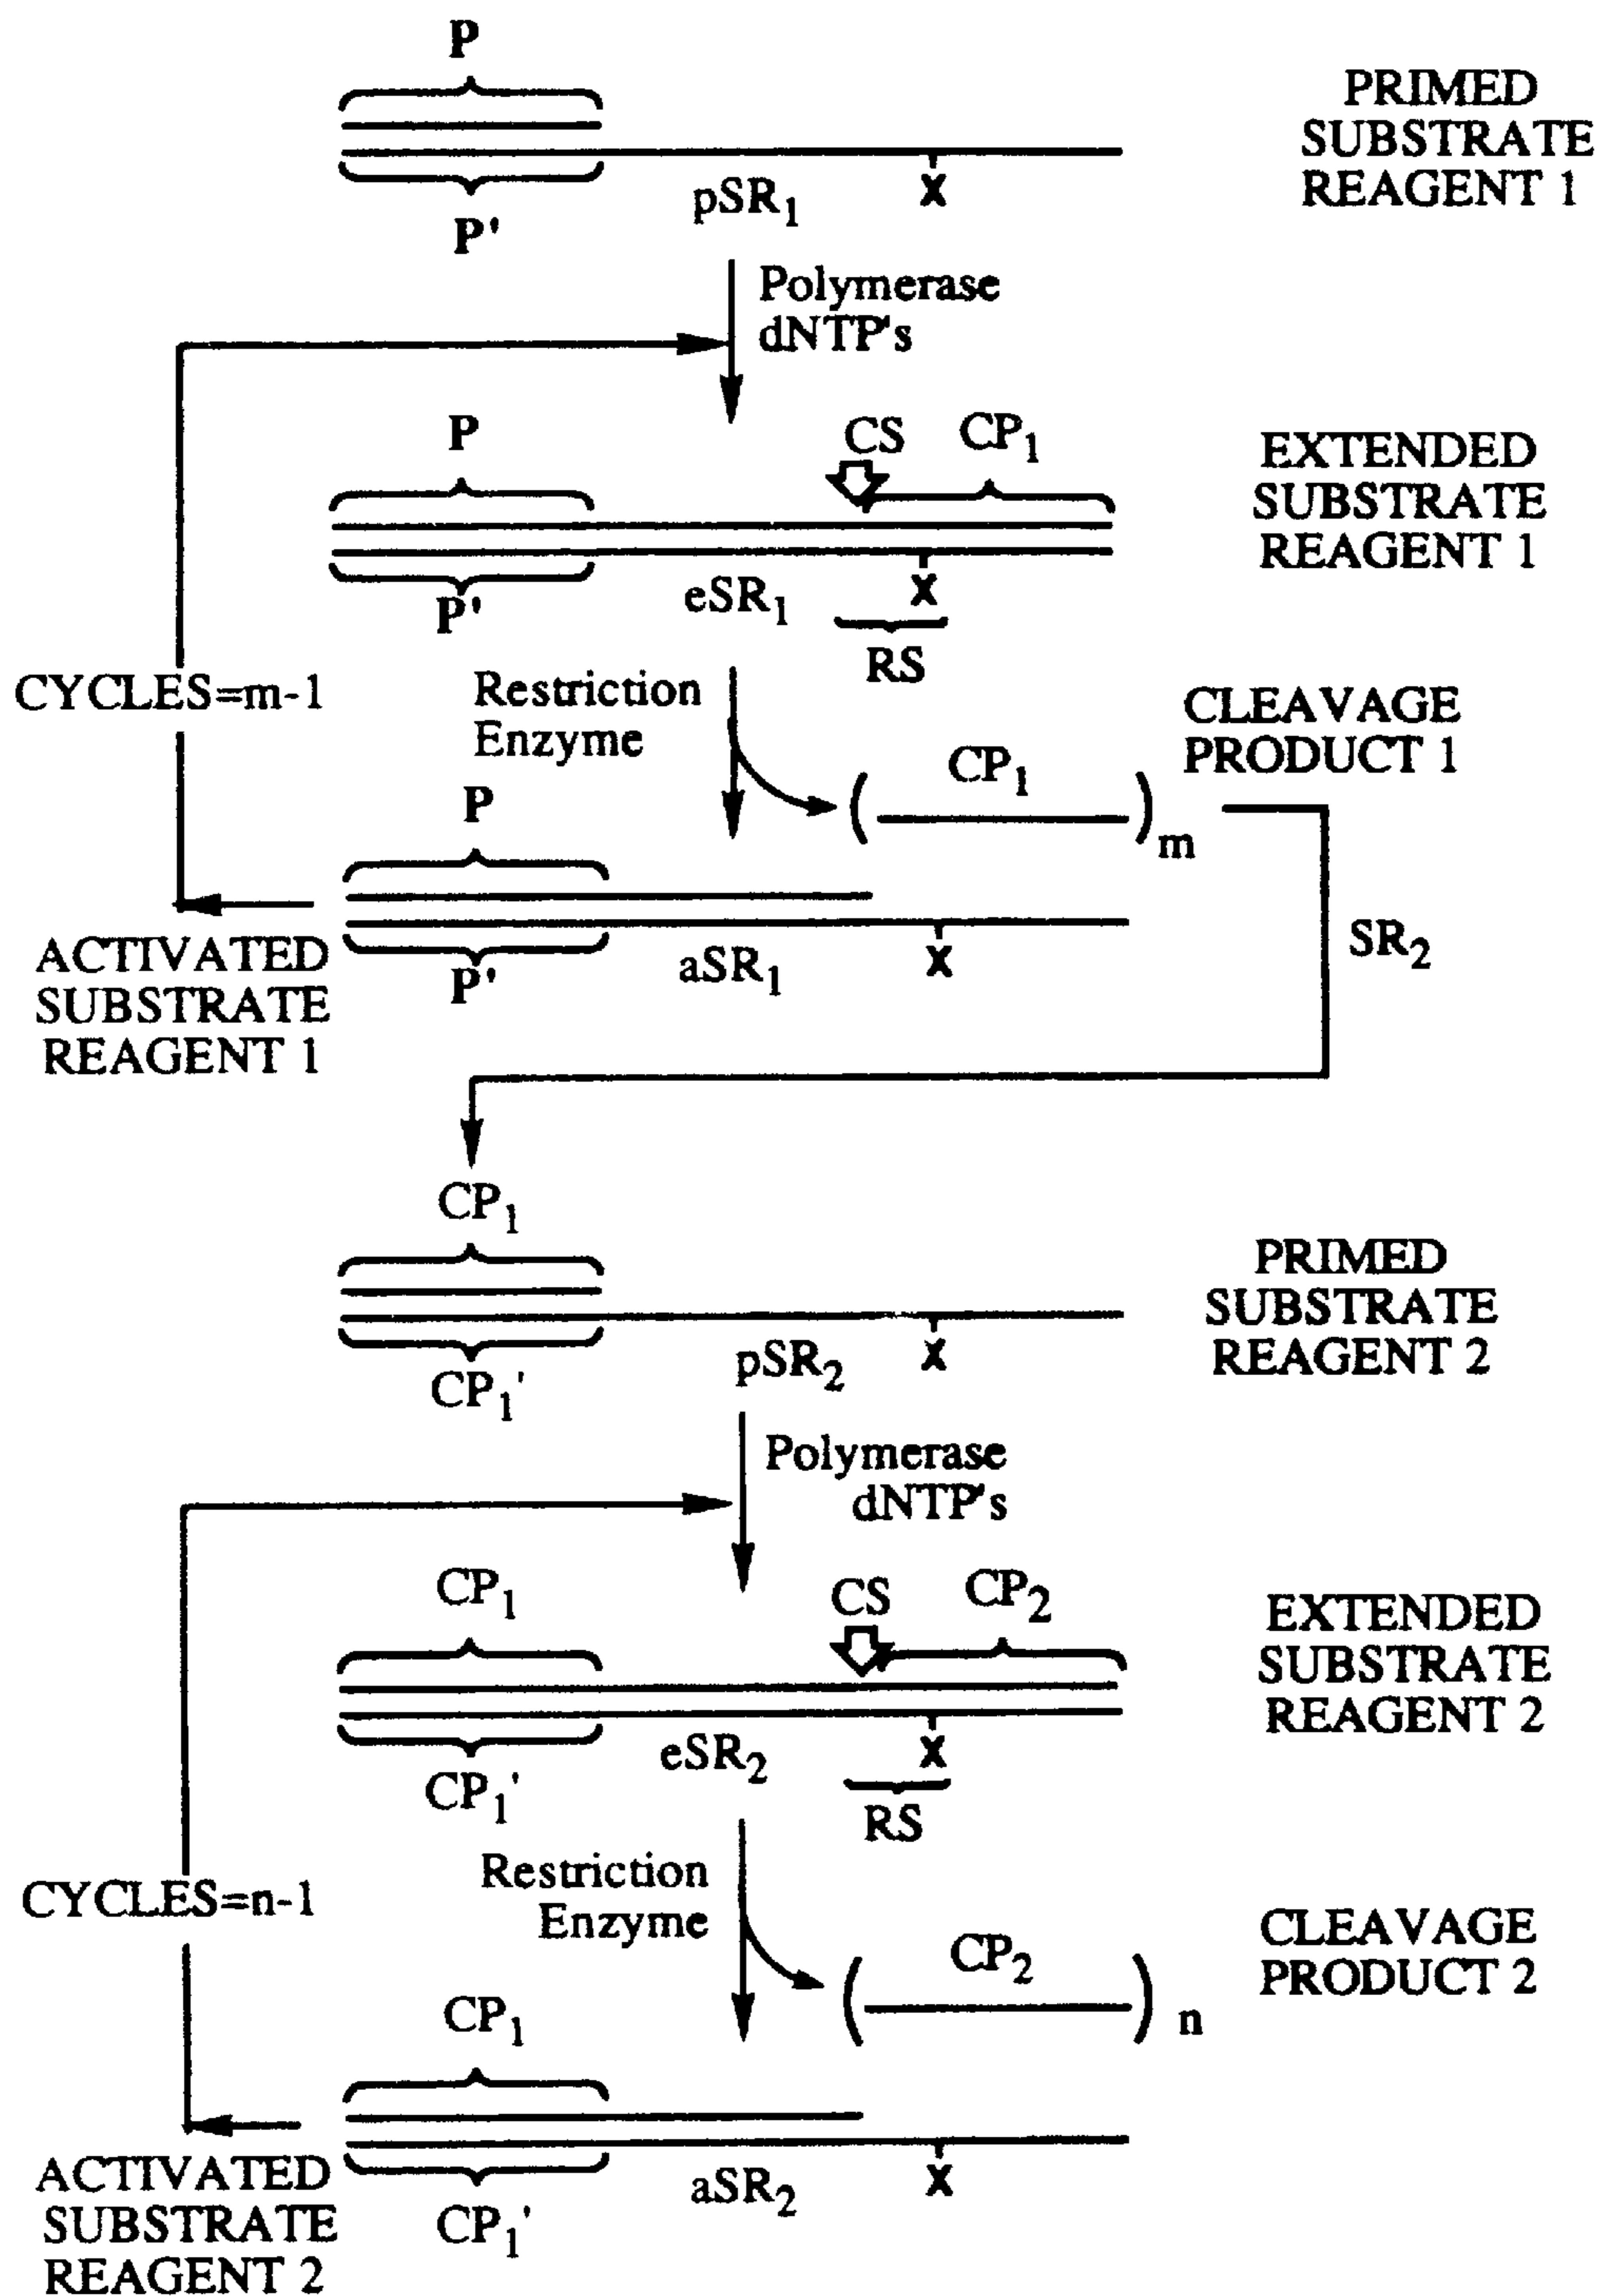 P
PRIMED
SUBSTRATE
REAGENT 1
pSR₁
X
P'
Polymerase
dNTP's
P
CS
CP₁
EXTENDED
SUBSTRATE
REAGENT 1
P'
eSR₁
X
RS
CYCLES=m-1
Restriction
Enzyme
CLEAVAGE
PRODUCT 1
( CP₁ )m
P
SR₂
ACTIVATED
SUBSTRATE
REAGENT 1
P'
aSR₁
X
CP₁
PRIMED
SUBSTRATE
REAGENT 2
CP₁'
pSR₂
X
Polymerase
dNTP's
CP₁
CS
CP₂
EXTENDED
SUBSTRATE
REAGENT 2
CP₁'
eSR₂
X
RS
CYCLES=n-1
Restriction
Enzyme
CLEAVAGE
PRODUCT 2
( CP₂ )n
CP₁
ACTIVATED
SUBSTRATE
REAGENT 2
CP₁'
aSR₂
X